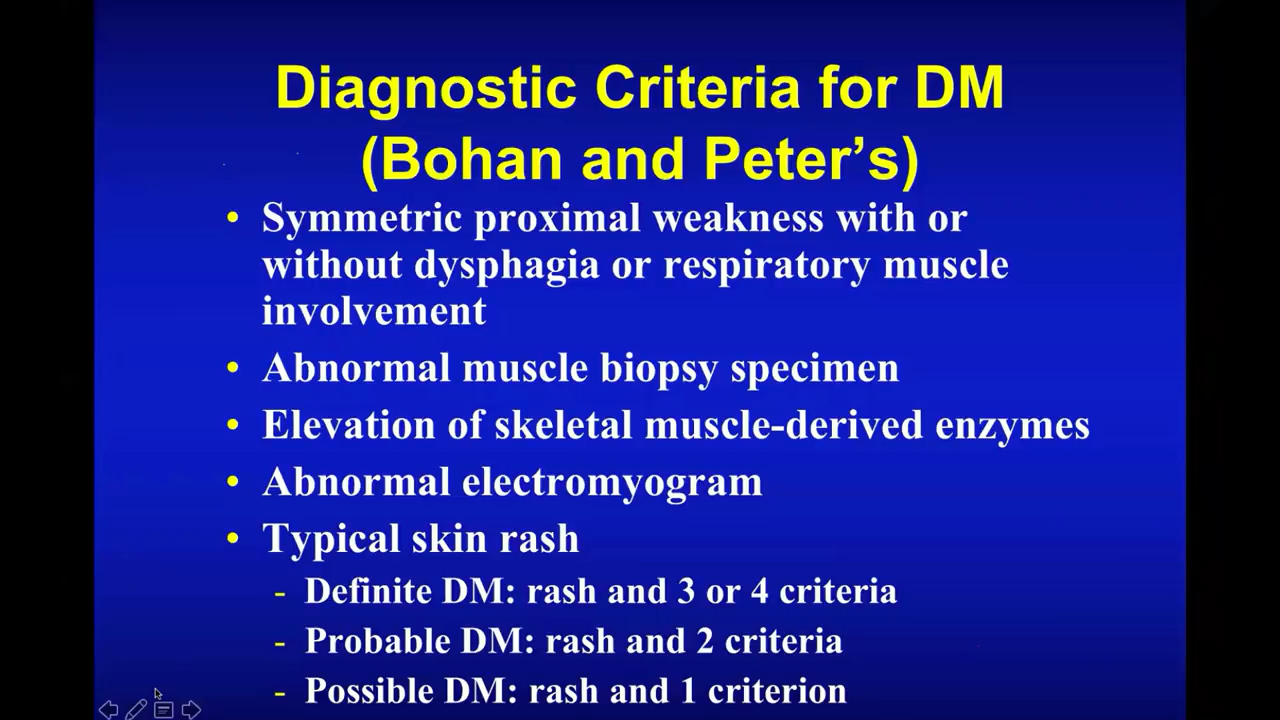 Diagnostic Criteria for DM
(Bohan and Peter’s)
• Symmetric proximal weakness with or
without dysphagia or respiratory muscle
involvement
• Abnormal muscle biopsy specimen
• Elevation of skeletal muscle-derived enzymes
• Abnormal electromyogram
• Typical skin rash
- Definite DM: rash and 3 or 4 criteria
- Probable DM: rash and 2 criteria
- Possible DM: rash and 1 criterion